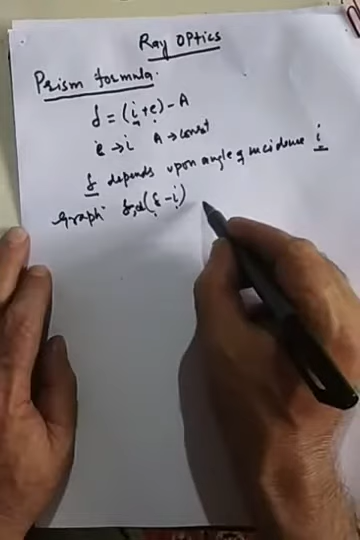 Ray Optics
Prism formula.
δ = (i + e) - A
e → i A → const
δ depends upon angle of incidence i
Graph (δ - i)